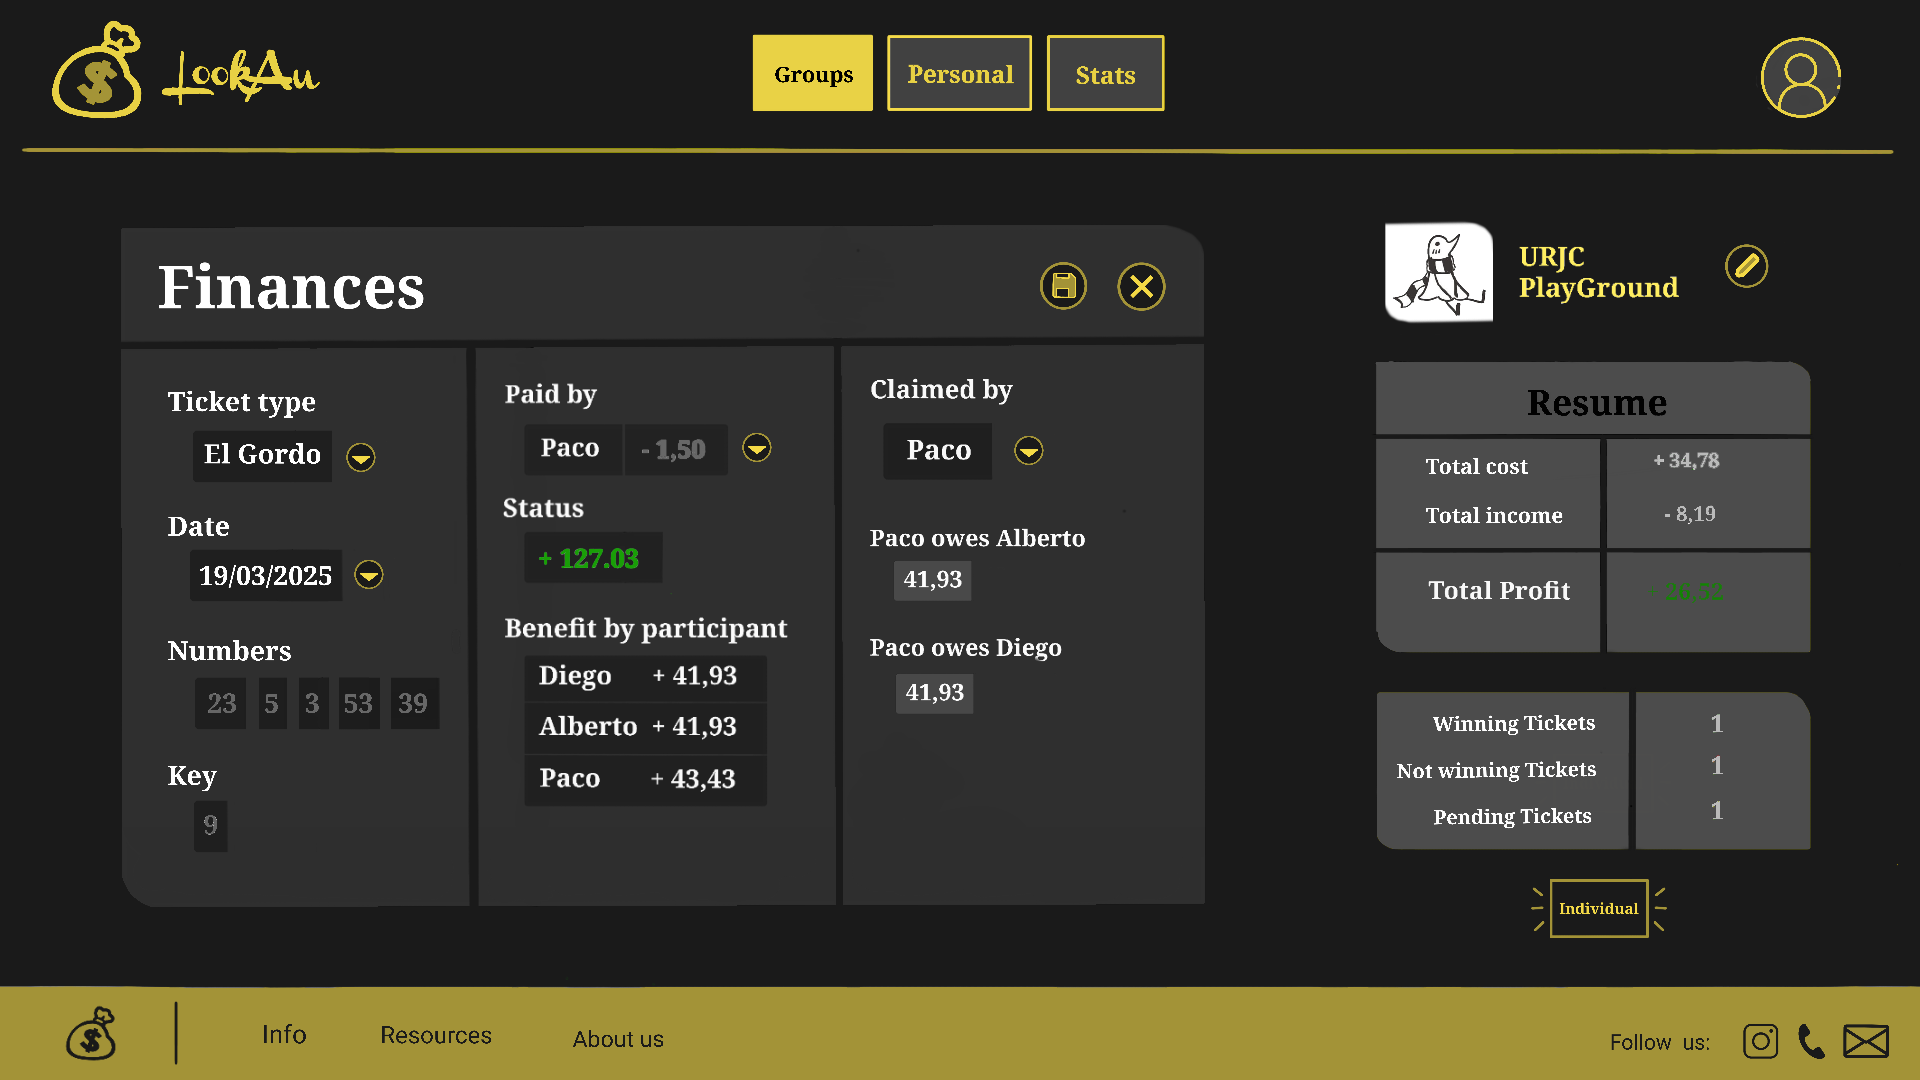 LookAu
Groups
Personal
Stats
Finances
Ticket type
El Gordo
Date
19/03/2025
Numbers
23 5 3 53 39
Key
9
Paid by
Paco - 1,50
Status
+ 127.03
Benefit by participant
Diego + 41,93
Alberto + 41,93
Paco + 43,43
Claimed by
Paco
Paco owes Alberto
41,93
Paco owes Diego
41,93
URJC
PlayGround
Resume
Total cost + 34,78
Total income - 8,19
Total Profit + 26,52
Winning Tickets 1
Not winning Tickets 1
Pending Tickets 1
Individual
$
Info
Resources
About us
Follow us: